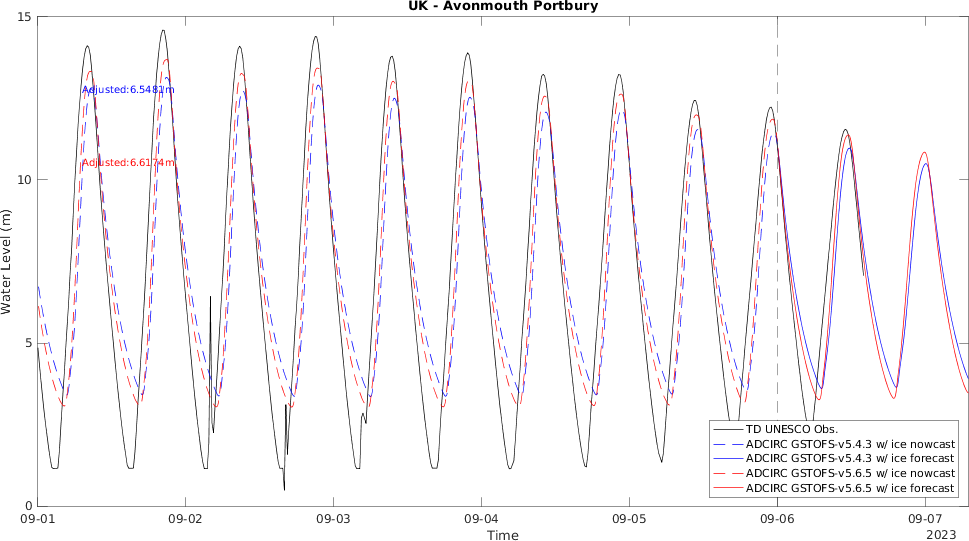 UK - Avonmouth Portbury
15
10
5
0
Water Level (m)
Adjusted:6.5481m
Adjusted:6.6174m
TD UNESCO Obs.
ADCIRC GSTOFS-v5.4.3 w/ ice nowcast
ADCIRC GSTOFS-v5.4.3 w/ ice forecast
ADCIRC GSTOFS-v5.6.5 w/ ice nowcast
ADCIRC GSTOFS-v5.6.5 w/ ice forecast
09-01 09-02 09-03 09-04 09-05 09-06 09-07
Time
2023